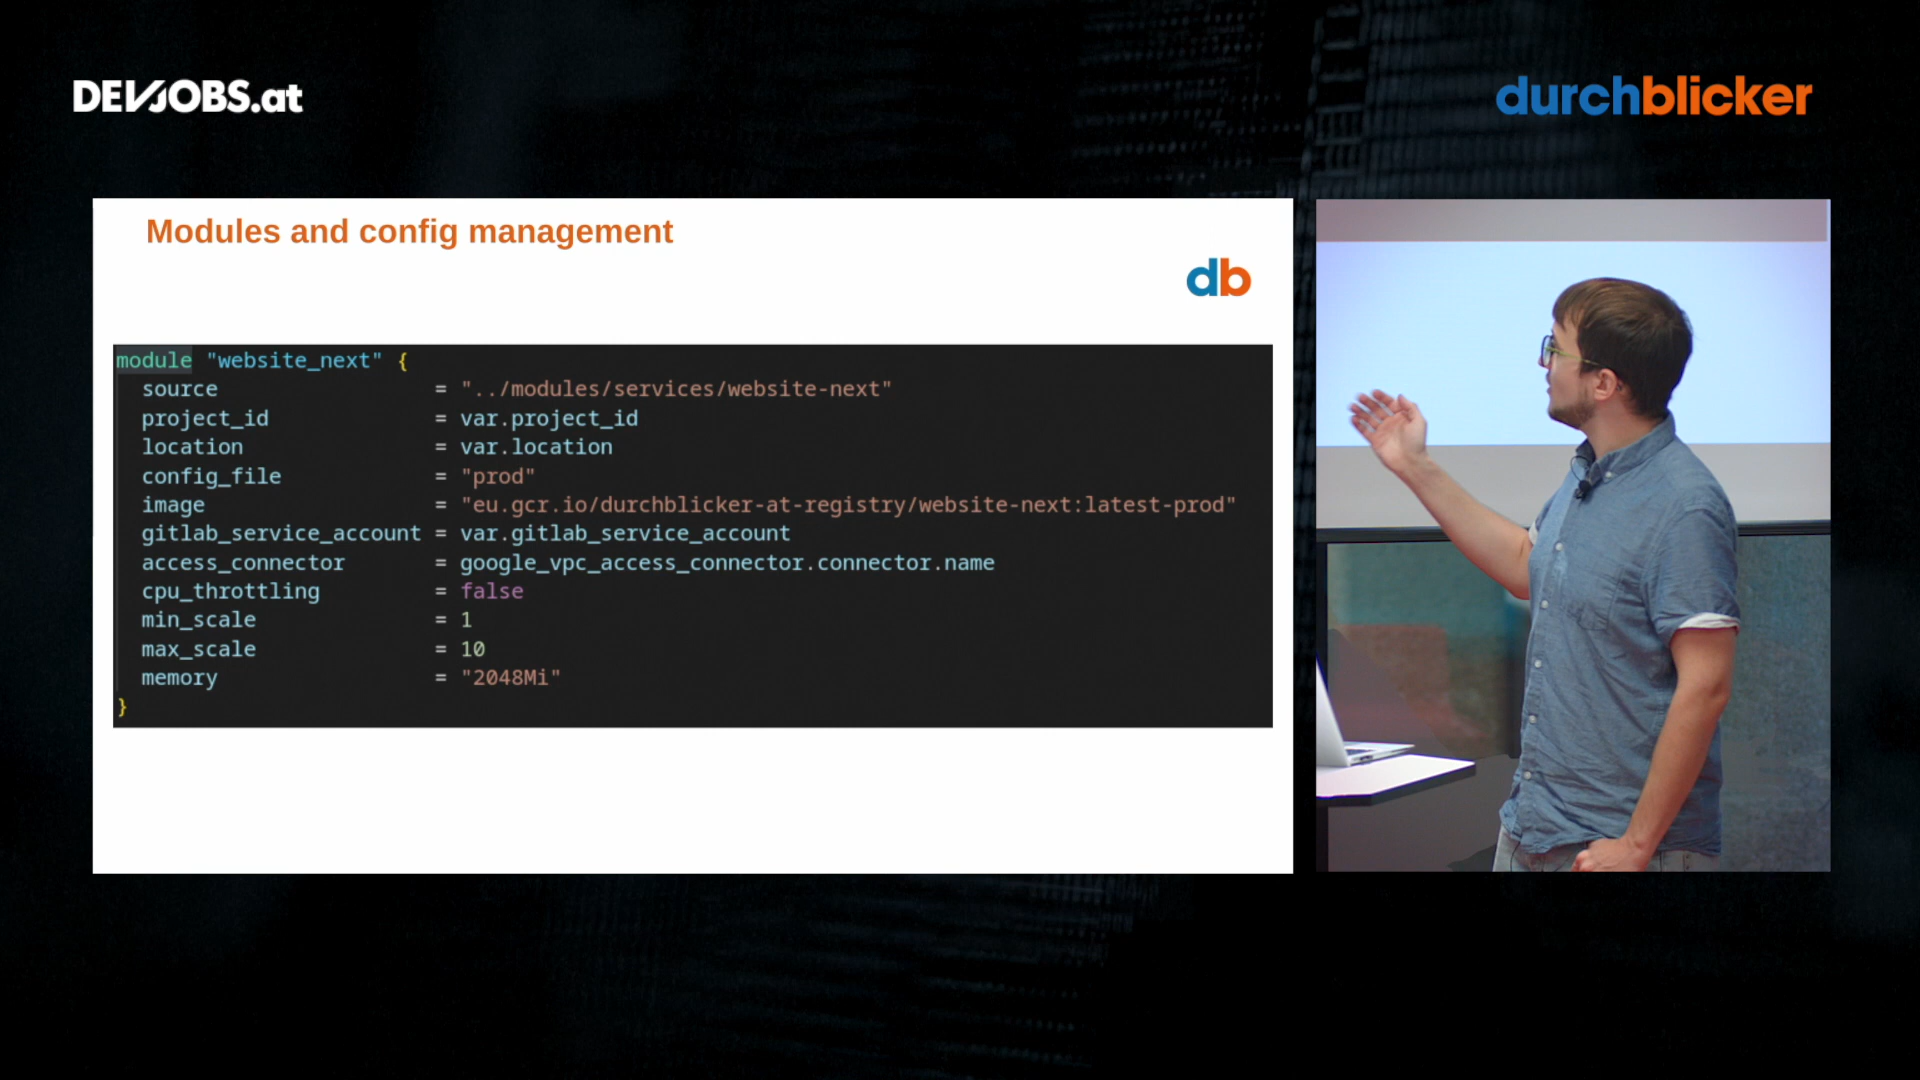 DEVJOBS.at
durchblicker
Modules and config management
db
module "website_next" {
  source                 = "../modules/services/website-next"
  project_id             = var.project_id
  location               = var.location
  config_file            = "prod"
  image                  = "eu.gcr.io/durchblicker-at-registry/website-next:latest-prod"
  gitlab_service_account = var.gitlab_service_account
  access_connector       = google_vpc_access_connector.connector.name
  cpu_throttling         = false
  min_scale              = 1
  max_scale              = 10
  memory                 = "2048Mi"
}